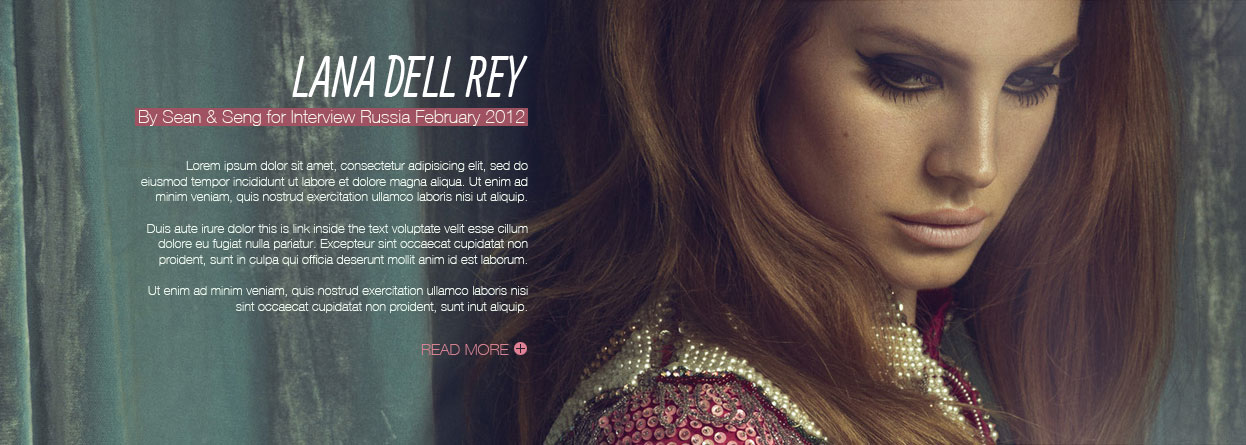 LANA DELL REY
By Sean & Seng for Interview Russia February 2012
Lorem ipsum dolor sit amet, consectetur adipisicing elit, sed do
eiusmod tempor incididunt ut labore et dolore magna aliqua. Ut enim ad
minim veniam, quis nostrud exercitation ullamco laboris nisi ut aliquip.
Duis aute irure dolor this is link inside the text voluptate velit esse cillum
dolore eu fugiat nulla pariatur. Excepteur sint occaecat cupidatat non
proident, sunt in culpa qui officia deserunt mollit anim id est laborum.
Ut enim ad minim veniam, quis nostrud exercitation ullamco laboris nisi
sint occaecat cupidatat non proident, sunt inut aliquip.
READ MORE